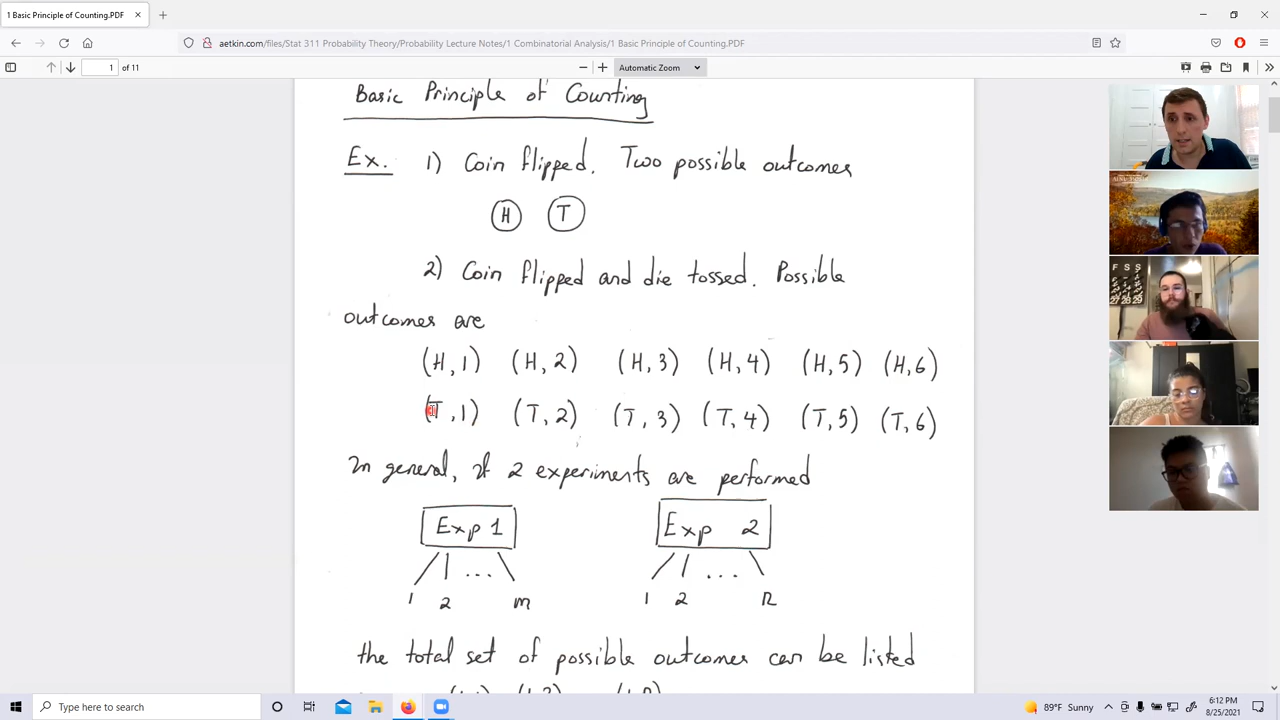 1 Basic Principle of Counting.PDF
aetkin.com/files/Stat 311 Probability Theory/Probability Lecture Notes/1 Combinatorial Analysis/1 Basic Principle of Counting.PDF
1 of 11
Automatic Zoom
Basic Principle of Counting
Ex. 1) Coin flipped. Two possible outcomes
H T
2) Coin flipped and die tossed. Possible
outcomes are
(H,1) (H,2) (H,3) (H,4) (H,5) (H,6)
(T,1) (T,2) (T,3) (T,4) (T,5) (T,6)
In general, if 2 experiments are performed
Exp 1 Exp 2
1 2 ... m 1 2 ... n
the total set of possible outcomes can be listed
F S S
Type here to search
89°F Sunny
6:12 PM
8/25/2021